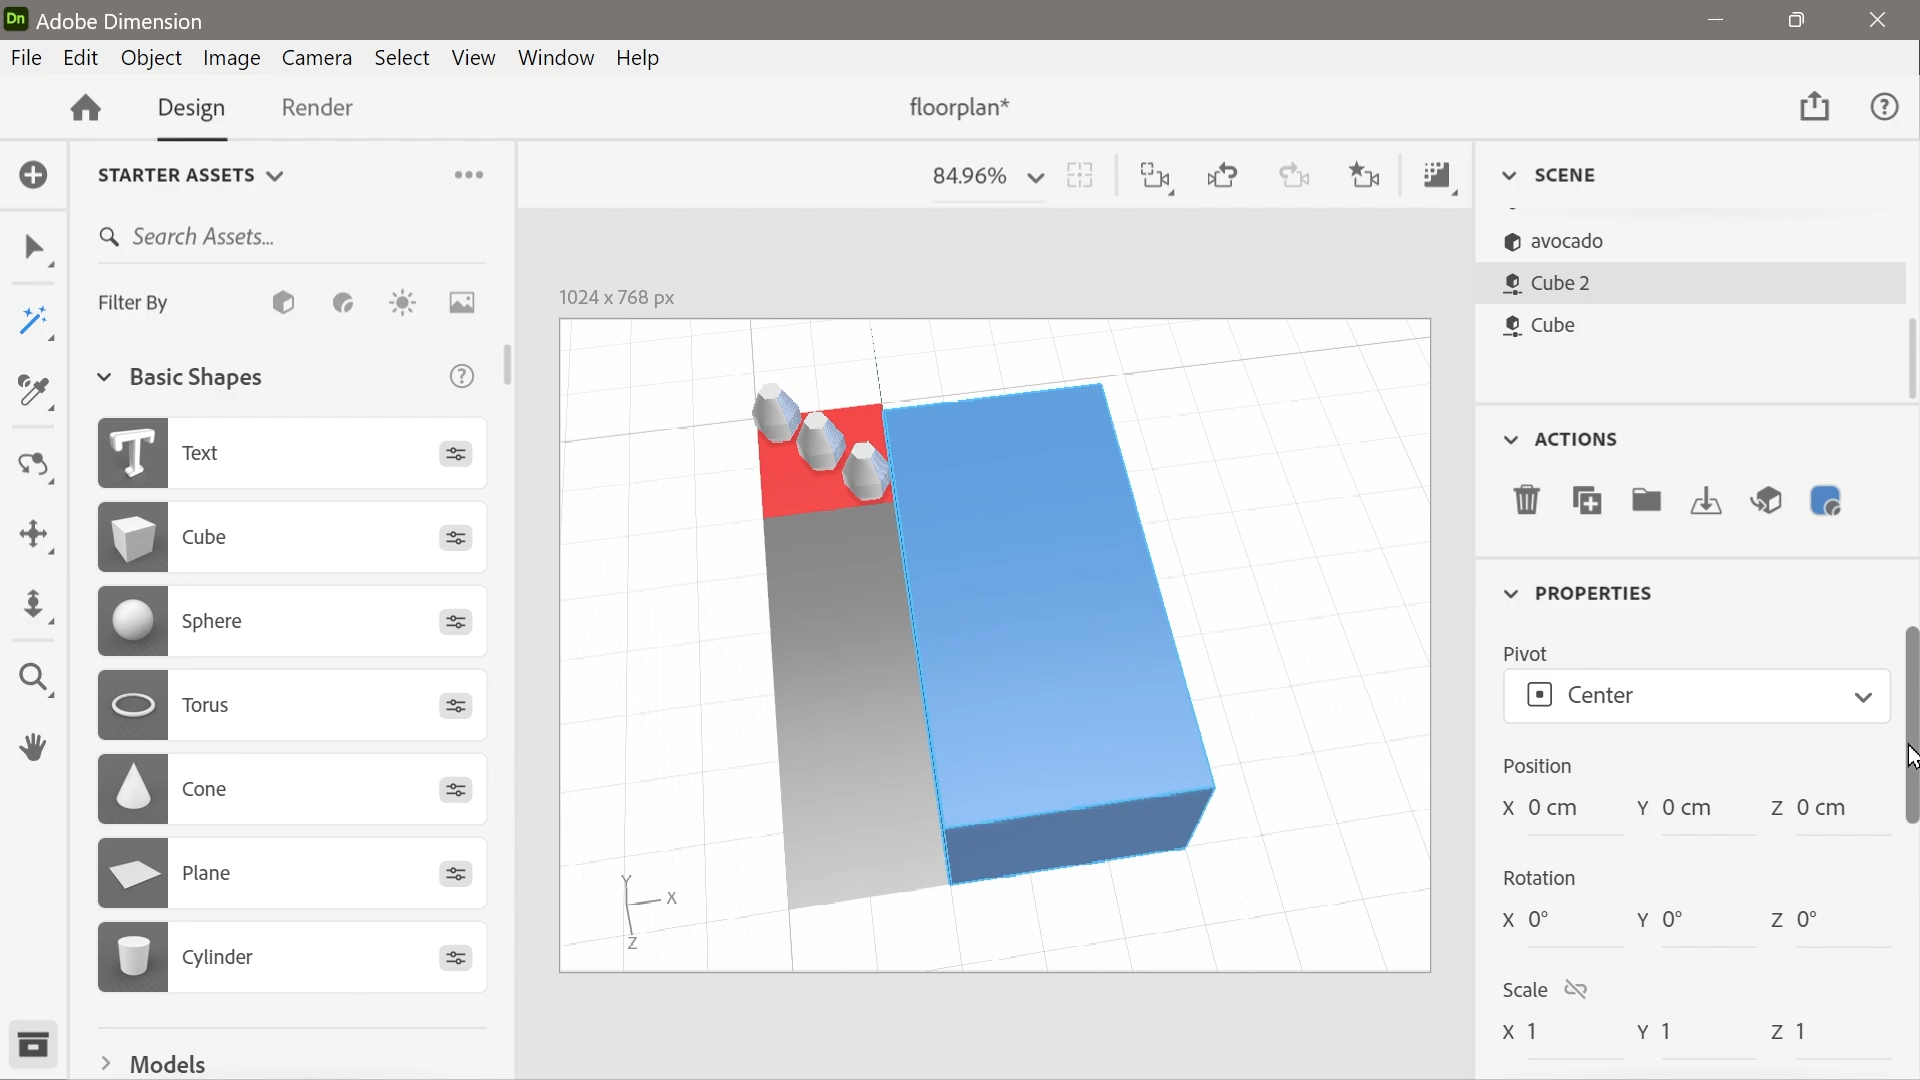 Dn Adobe Dimension
File Edit Object Image Camera Select View Window Help
Design Render floorplan*
STARTER ASSETS
Search Assets...
Filter By
Basic Shapes
Text
Cube
Sphere
Torus
Cone
Plane
Cylinder
Models
84.96%
1024 x 768 px
Y
X
Z
SCENE
avocado
Cube 2
Cube
ACTIONS
PROPERTIES
Pivot
Center
Position
X 0 cm Y 0 cm Z 0 cm
Rotation
X 0° Y 0° Z 0°
Scale
X 1 Y 1 Z 1